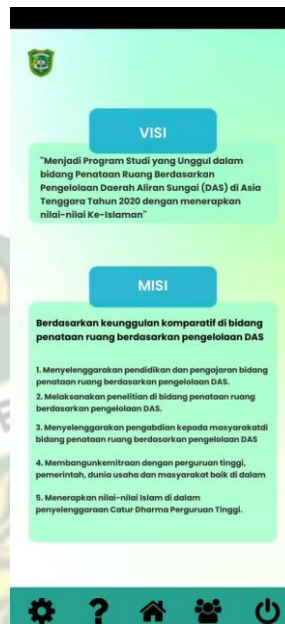 VISI
"Menjadi Program Studi yang Unggul dalam
bidang Penataan Ruang Berdasarkan
Pengelolaan Daerah Aliran Sungai (DAS) di Asia
Tenggara Tahun 2020 dengan menerapkan
nilai-nilai Ke-Islaman"
MISI
Berdasarkan keunggulan komparatif di bidang
penataan ruang berdasarkan pengelolaan DAS
1. Menyelenggarakan pendidikan dan pengajaran bidang
penataan ruang berdasarkan pengelolaan DAS.
2. Melaksanakan penelitian di bidang penataan ruang
berdasarkan pengelolaan DAS.
3. Menyelenggarakan pengabdian kepada masyarakatdi
bidang penataan ruang berdasarkan pengelolaan DAS
4. Membangunkemitraan dengan perguruan tinggi,
pemerintah, dunia usaha dan masyarakat baik di dalam
5. Menerapkan nilai-nilai Islam di dalam
penyelenggaraan Catur Dharma Perguruan Tinggi.